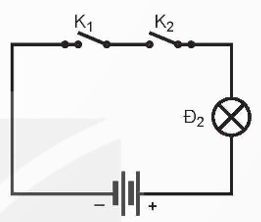 K₁ K₂
Đ₂
− +